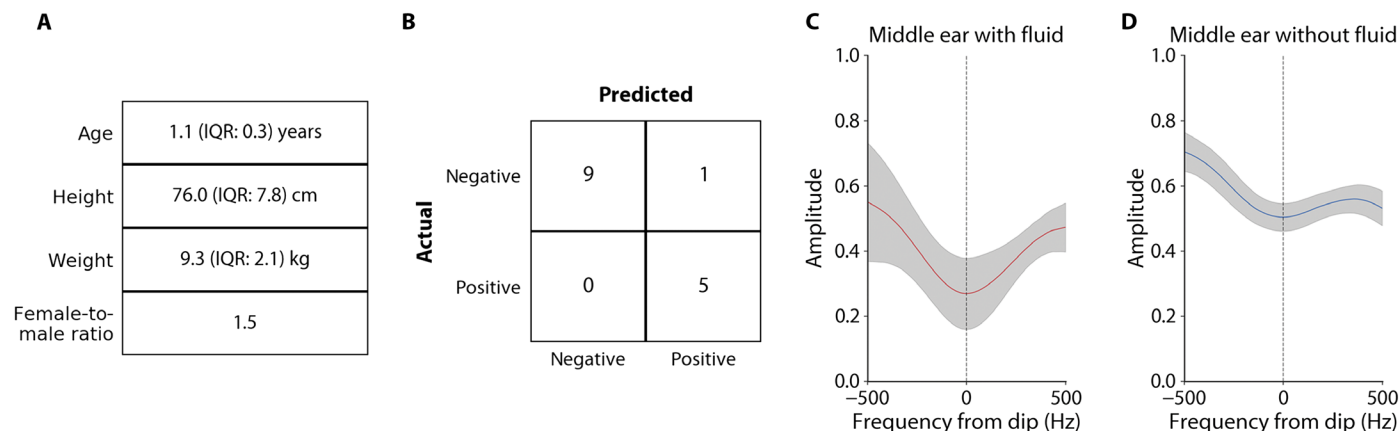 A
Age
1.1 (IQR: 0.3) years
Height
76.0 (IQR: 7.8) cm
Weight
9.3 (IQR: 2.1) kg
Female-to-
male ratio
1.5
B
Predicted
Actual
Negative
9
1
Positive
0
5
Negative
Positive
C
Middle ear with fluid
Amplitude
1.0
0.8
0.6
0.4
0.2
0.0
−500
0
500
Frequency from dip (Hz)
D
Middle ear without fluid
Amplitude
1.0
0.8
0.6
0.4
0.2
0.0
−500
0
500
Frequency from dip (Hz)